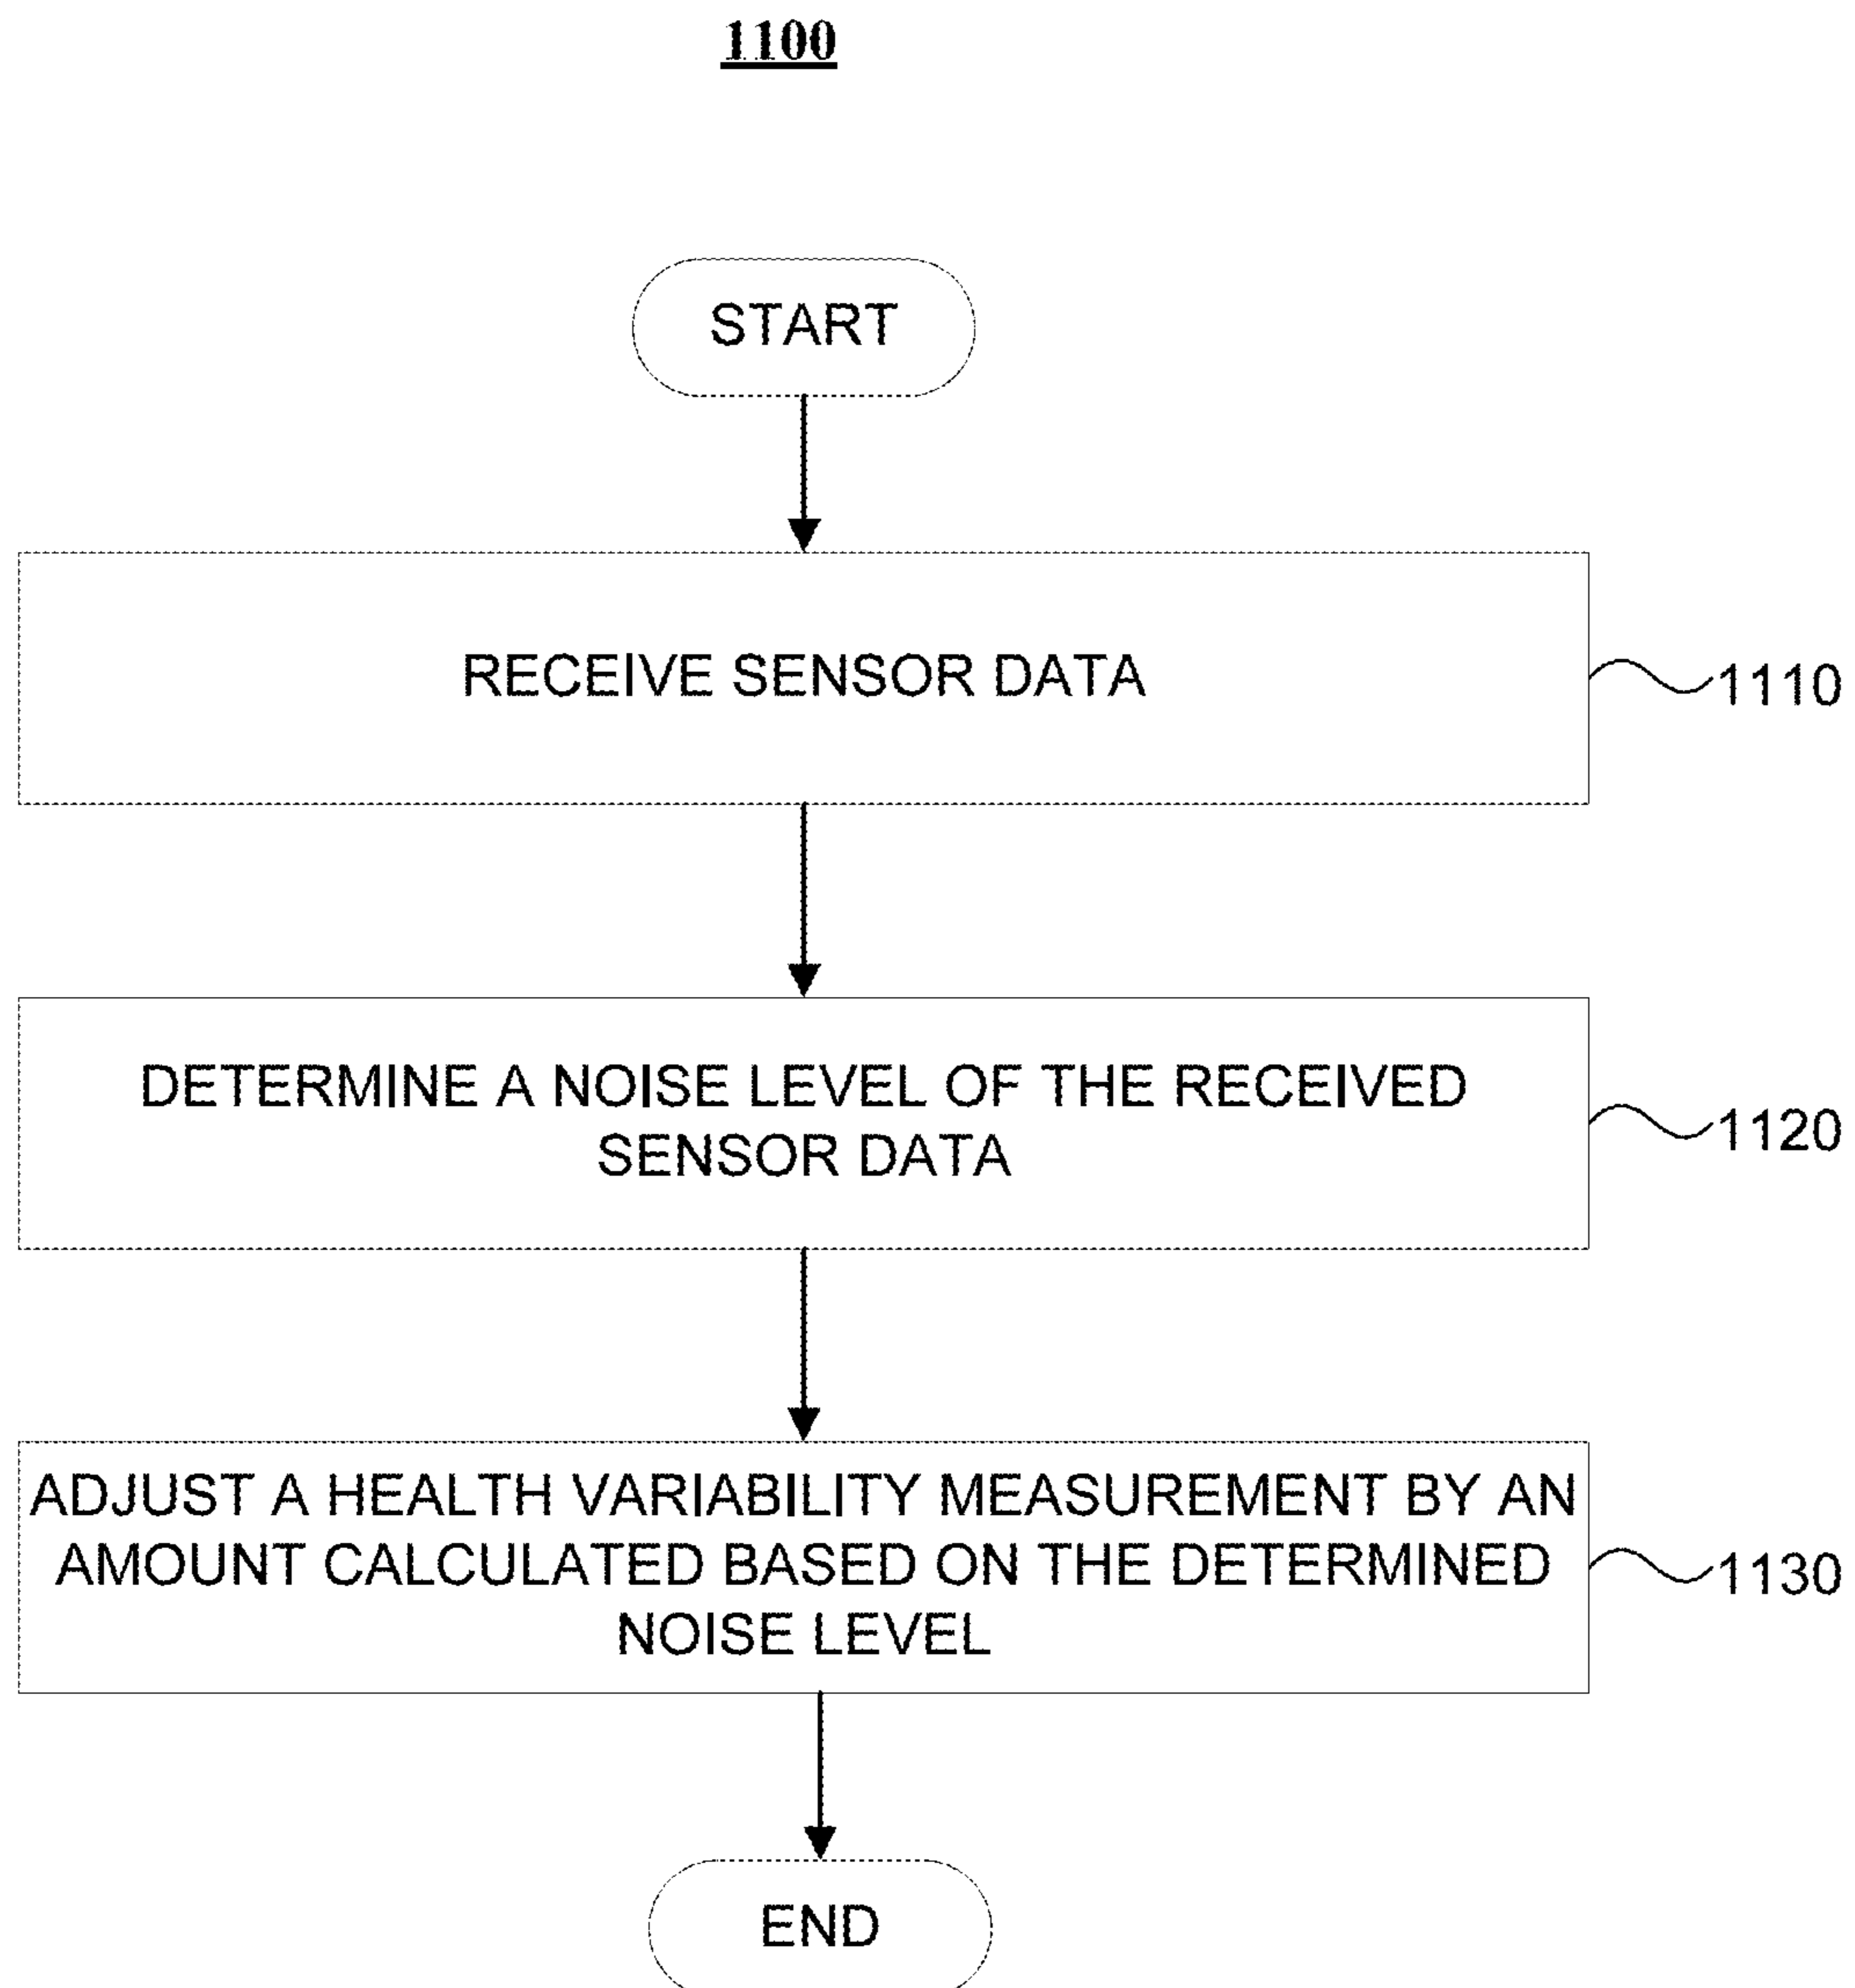 1100
START
RECEIVE SENSOR DATA
1110
DETERMINE A NOISE LEVEL OF THE RECEIVED
SENSOR DATA
1120
ADJUST A HEALTH VARIABILITY MEASUREMENT BY AN
AMOUNT CALCULATED BASED ON THE DETERMINED
NOISE LEVEL
1130
END